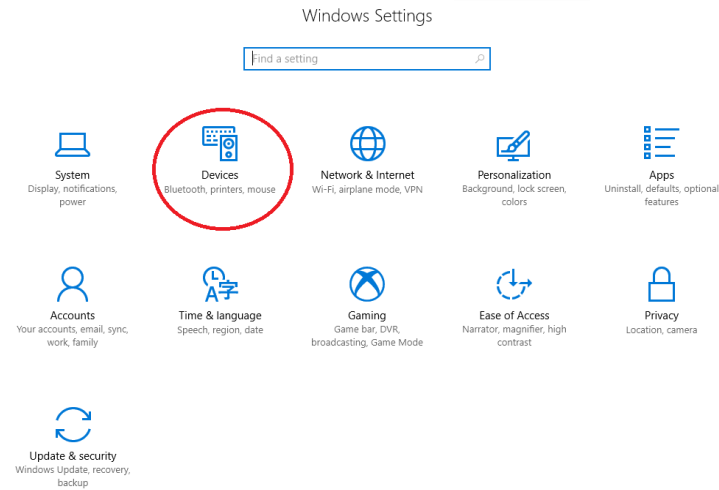 Windows Settings
Find a setting
System
Display, notifications,
power
Devices
Bluetooth, printers, mouse
Network & Internet
Wi-Fi, airplane mode, VPN
Personalization
Background, lock screen,
colors
Apps
Uninstall, defaults, optional
features
Accounts
Your accounts, email, sync,
work, family
Time & language
Speech, region, date
Gaming
Game bar, DVR,
broadcasting, Game Mode
Ease of Access
Narrator, magnifier, high
contrast
Privacy
Location, camera
Update & security
Windows Update, recovery,
backup